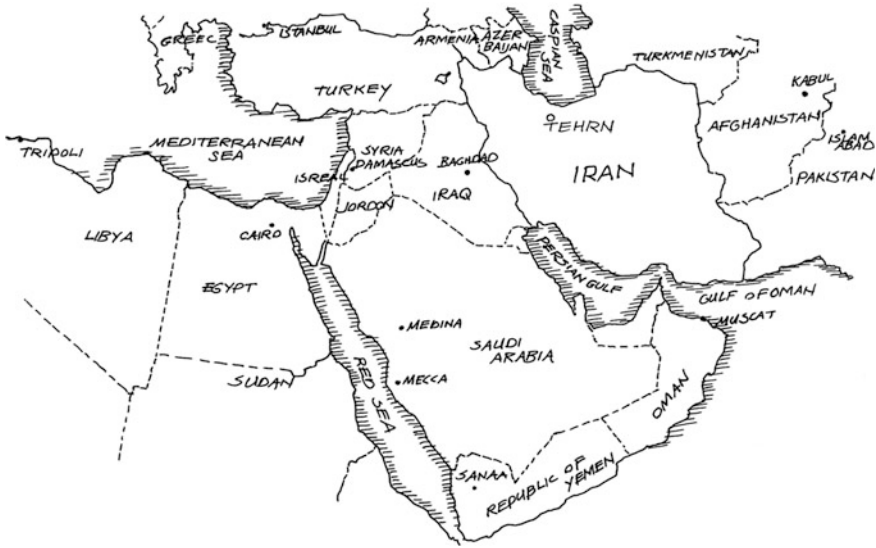 GREEC
ISTANBUL
ARMENIA
AZER
BAIJAN
CASPIAN
SEA
TURKMENISTAN
TURKEY
KABUL
TEHRN
AFGHANISTAN
ISLAM
ABAD
TRIPOLI
MEDITERRANEAN
SEA
SYRIA
DAMASCUS
BAGHDAD
ISREAL
IRAN
PAKISTAN
JORDON
IRAQ
LIBYA
CAIRO
EGYPT
PERSIAN GULF
GULF OF OMAN
MUSCAT
MEDINA
SAUDI
ARABIA
SUDAN
RED SEA
MECCA
OMAN
SANAA
REPUBLIC OF
YEMEN